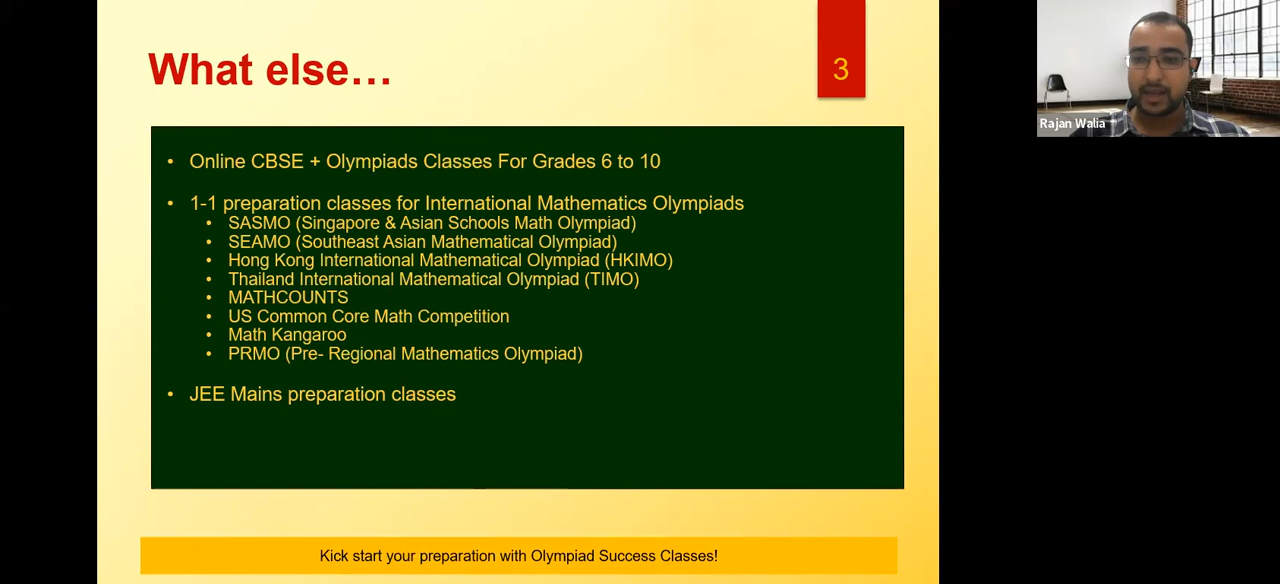 What else…
3
• Online CBSE + Olympiads Classes For Grades 6 to 10
• 1-1 preparation classes for International Mathematics Olympiads
• SASMO (Singapore & Asian Schools Math Olympiad)
• SEAMO (Southeast Asian Mathematical Olympiad)
• Hong Kong International Mathematical Olympiad (HKIMO)
• Thailand International Mathematical Olympiad (TIMO)
• MATHCOUNTS
• US Common Core Math Competition
• Math Kangaroo
• PRMO (Pre- Regional Mathematics Olympiad)
• JEE Mains preparation classes
Kick start your preparation with Olympiad Success Classes!
Rajan Walia